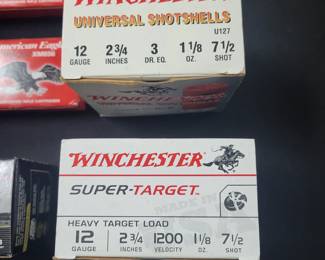 WINCHESTER
UNIVERSAL SHOTSHELLS
U127
12 2 3/4 3 1 1/8 7 1/2
GAUGE INCHES DR. EQ. OZ. SHOT
American Eagle
WINCHESTER
SUPER-TARGET
MADE IN
HEAVY TARGET LOAD
12 2 3/4 1200 1 1/8 7 1/2
GAUGE INCHES VELOCITY OZ. SHOT